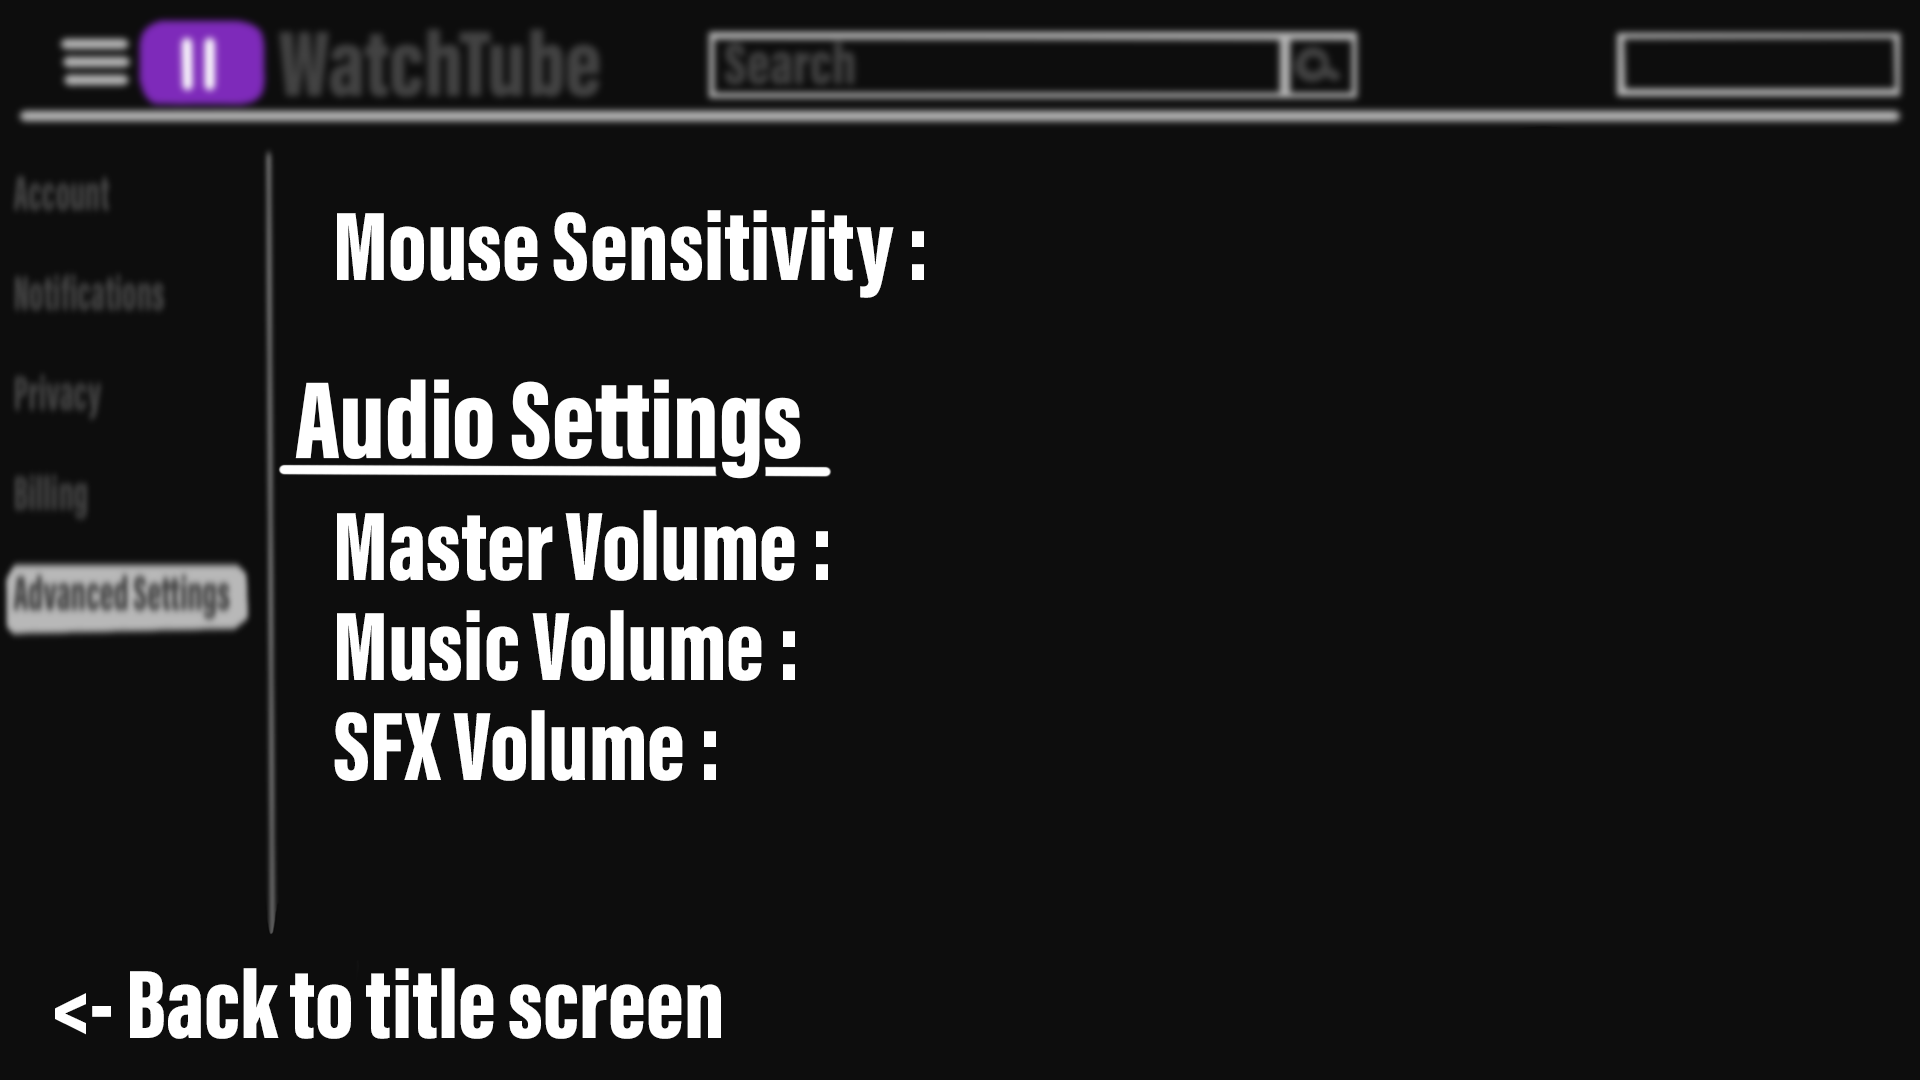 WatchTube
Search
Account
Notifications
Privacy
Billing
Advanced Settings
Mouse Sensitivity :
Audio Settings
Master Volume :
Music Volume :
SFX Volume :
<- Back to title screen